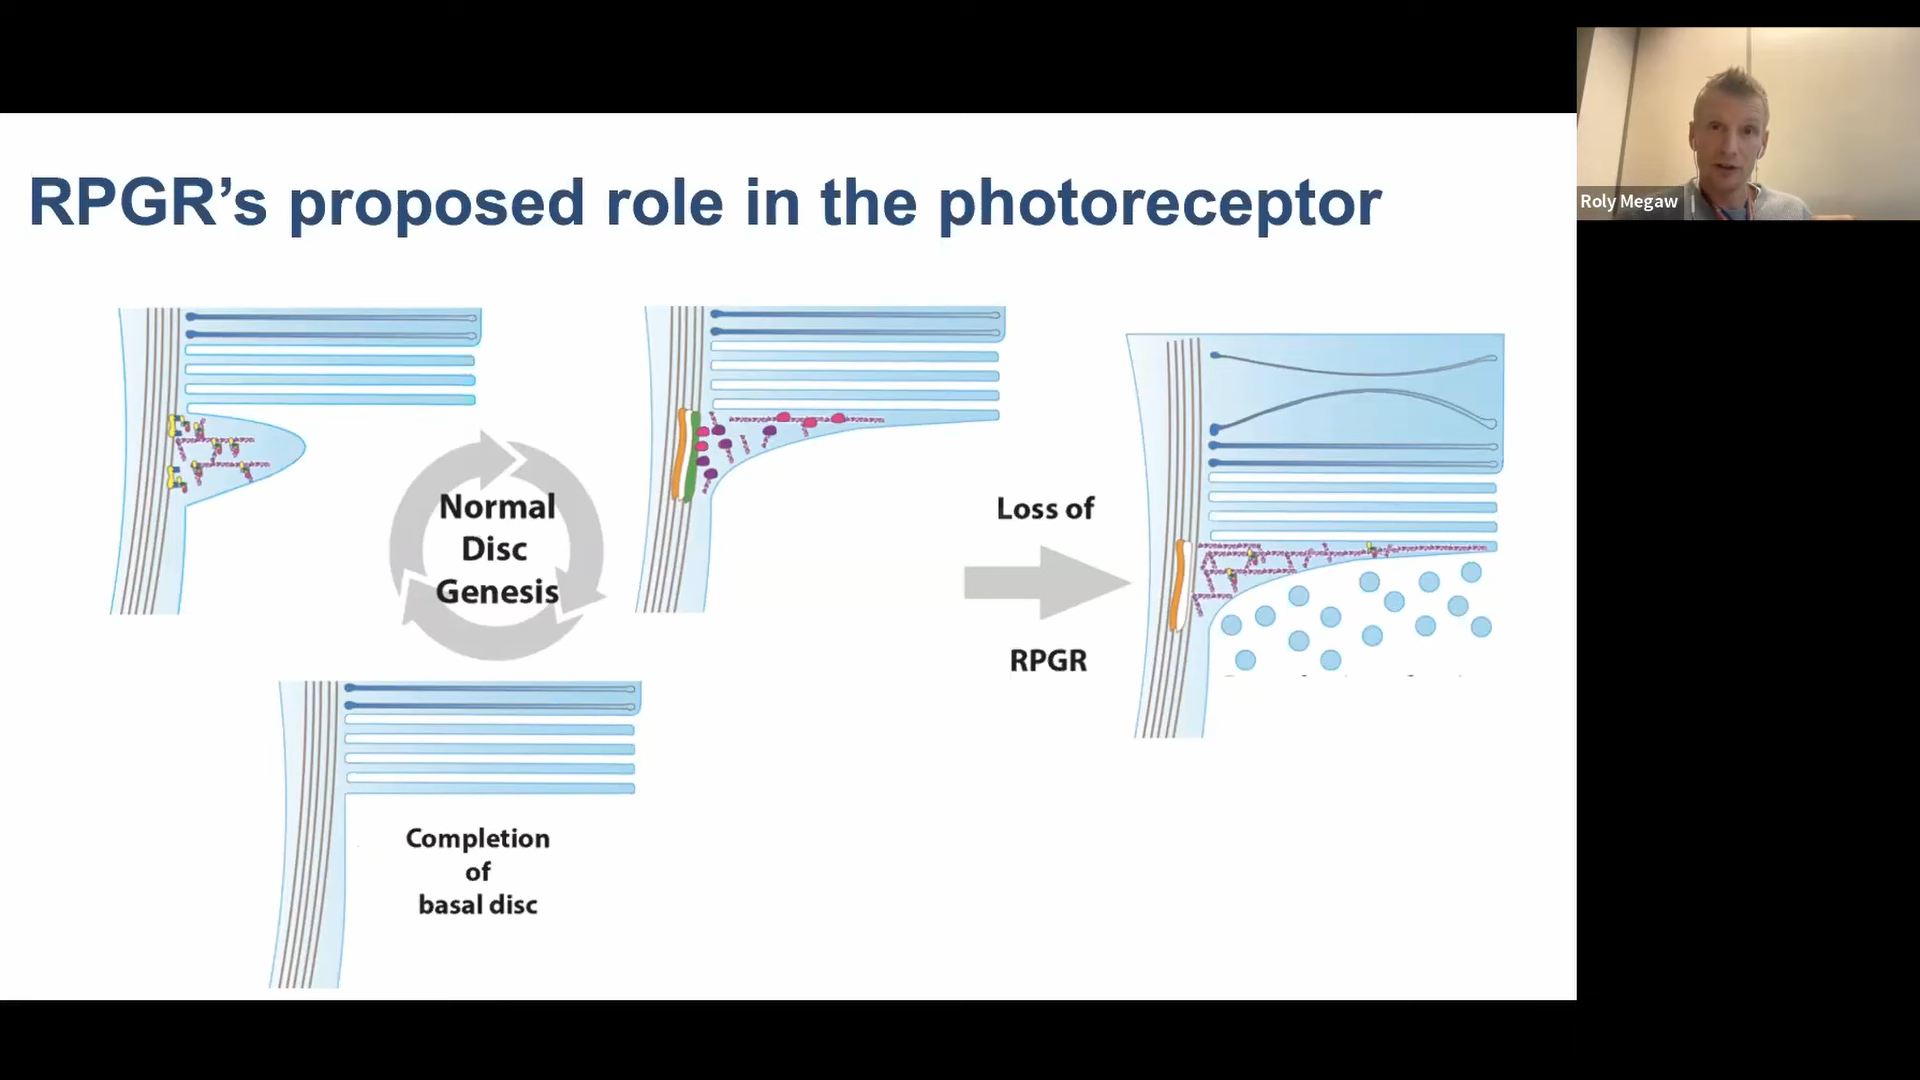 RPGR's proposed role in the photoreceptor
Roly Megaw
Normal
Disc
Genesis
Loss of
RPGR
Completion
of
basal disc